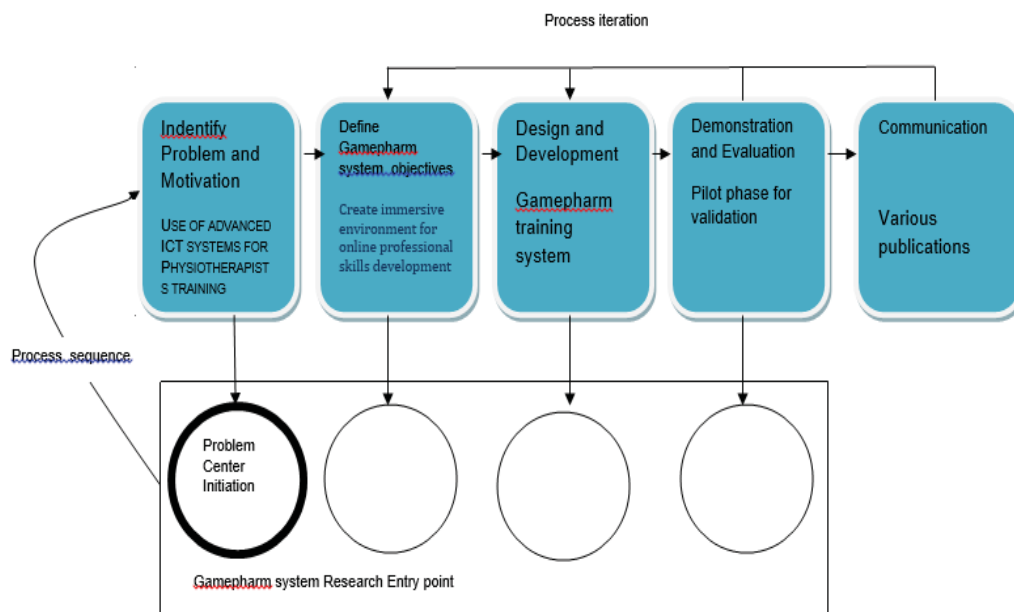 Process iteration
Indentify
Problem and
Motivation
USE OF ADVANCED
ICT SYSTEMS FOR
PHYSIOTHERAPIST
S TRAINING
Define
Gamepharm
system objectives
Create immersive
environment for
online professional
skills development
Design and
Development
Gamepharm
training
system
Demonstration
and Evaluation
Pilot phase for
validation
Communication
Various
publications
Process sequence
Problem
Center
Initiation
Gamepharm system Research Entry point